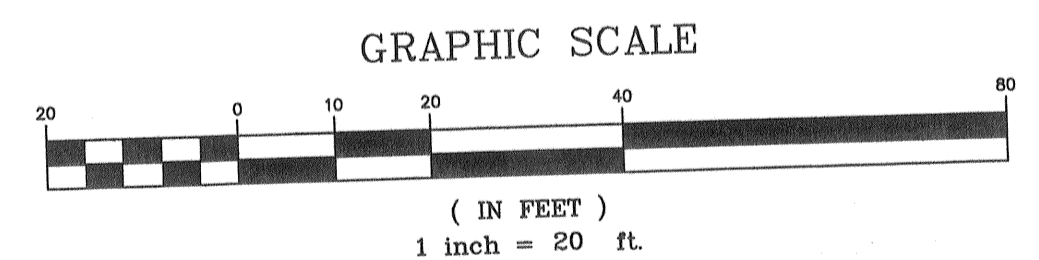 GRAPHIC SCALE
20 0 10 20 40 80
( IN FEET )
1 inch = 20 ft.